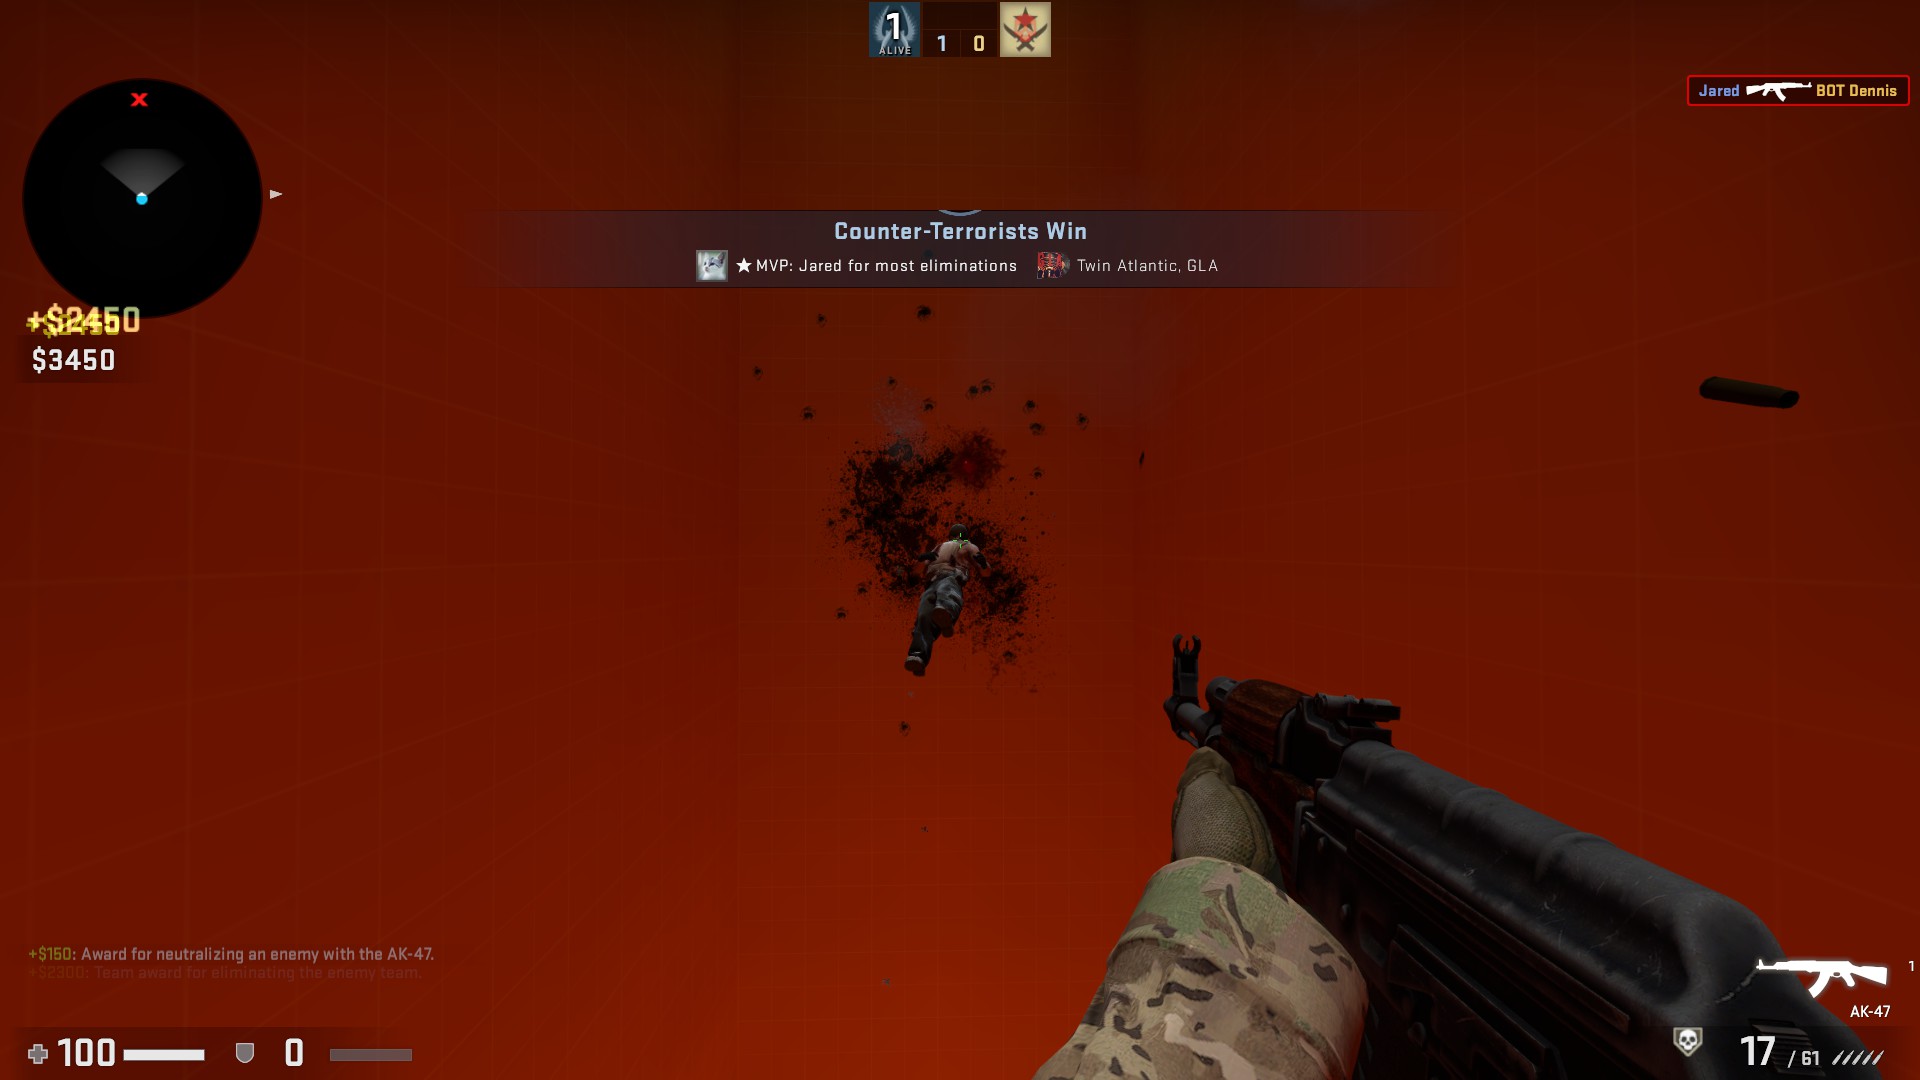 1
ALIVE
1 0
Jared BOT Dennis
Counter-Terrorists Win
★ MVP: Jared for most eliminations Twin Atlantic, GLA
+$2450
$3450
+$150: Award for neutralizing an enemy with the AK-47.
+$2300: Team award for eliminating the enemy team.
1
AK-47
100 0
17 / 61